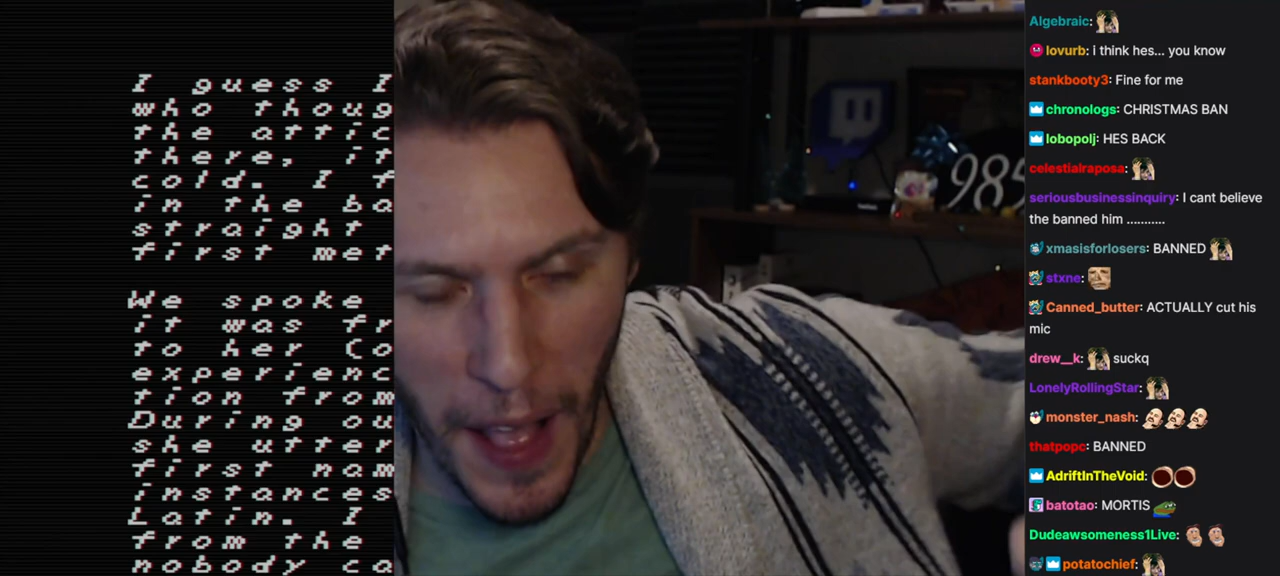 I guess I
who thoug
the attic
there, it
cold. I f
in the ba
straight
first met
We spoke
it was fr
to her Co
experienc
tion from
During ou
she utter
first nam
instances
Latin. I
from the
nobody ca
985
Algebraic:
lovurb: i think hes... you know
stankbooty3: Fine for me
chronologs: CHRISTMAS BAN
lobopolj: HES BACK
celestialraposa:
seriousbusinessinquiry: I cant believe
the banned him ...........
xmasisforlosers: BANNED
stxne:
Canned_butter: ACTUALLY cut his
mic
drew__k: suckq
LonelyRollingStar:
monster_nash:
thatpopc: BANNED
AdriftInTheVoid:
batotao: MORTIS
Dudeawsomeness1Live:
potatochief: